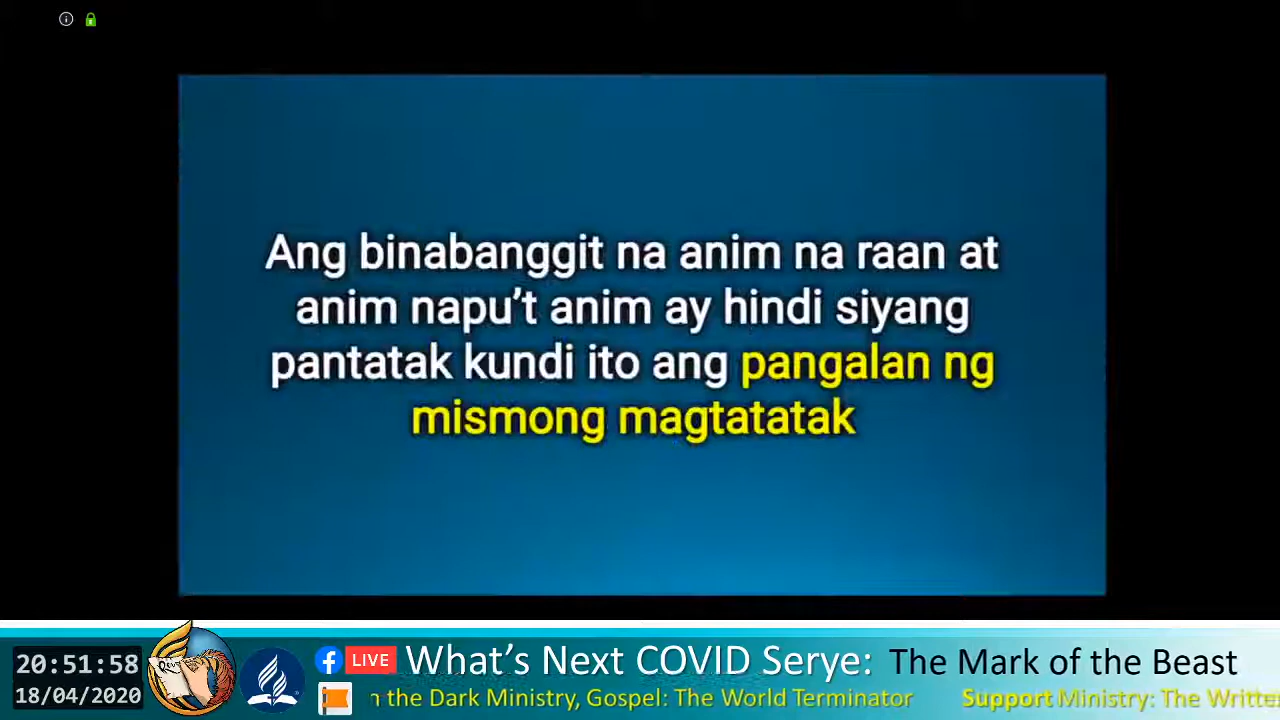 Ang binabanggit na anim na raan at
anim napu’t anim ay hindi siyang
pantatak kundi ito ang pangalan ng
mismong magtatatak
20:51:58
18/04/2020
LIVE
What’s Next COVID Serye: The Mark of the Beast
the Dark Ministry, Gospel: The World Terminator Support Ministry: The